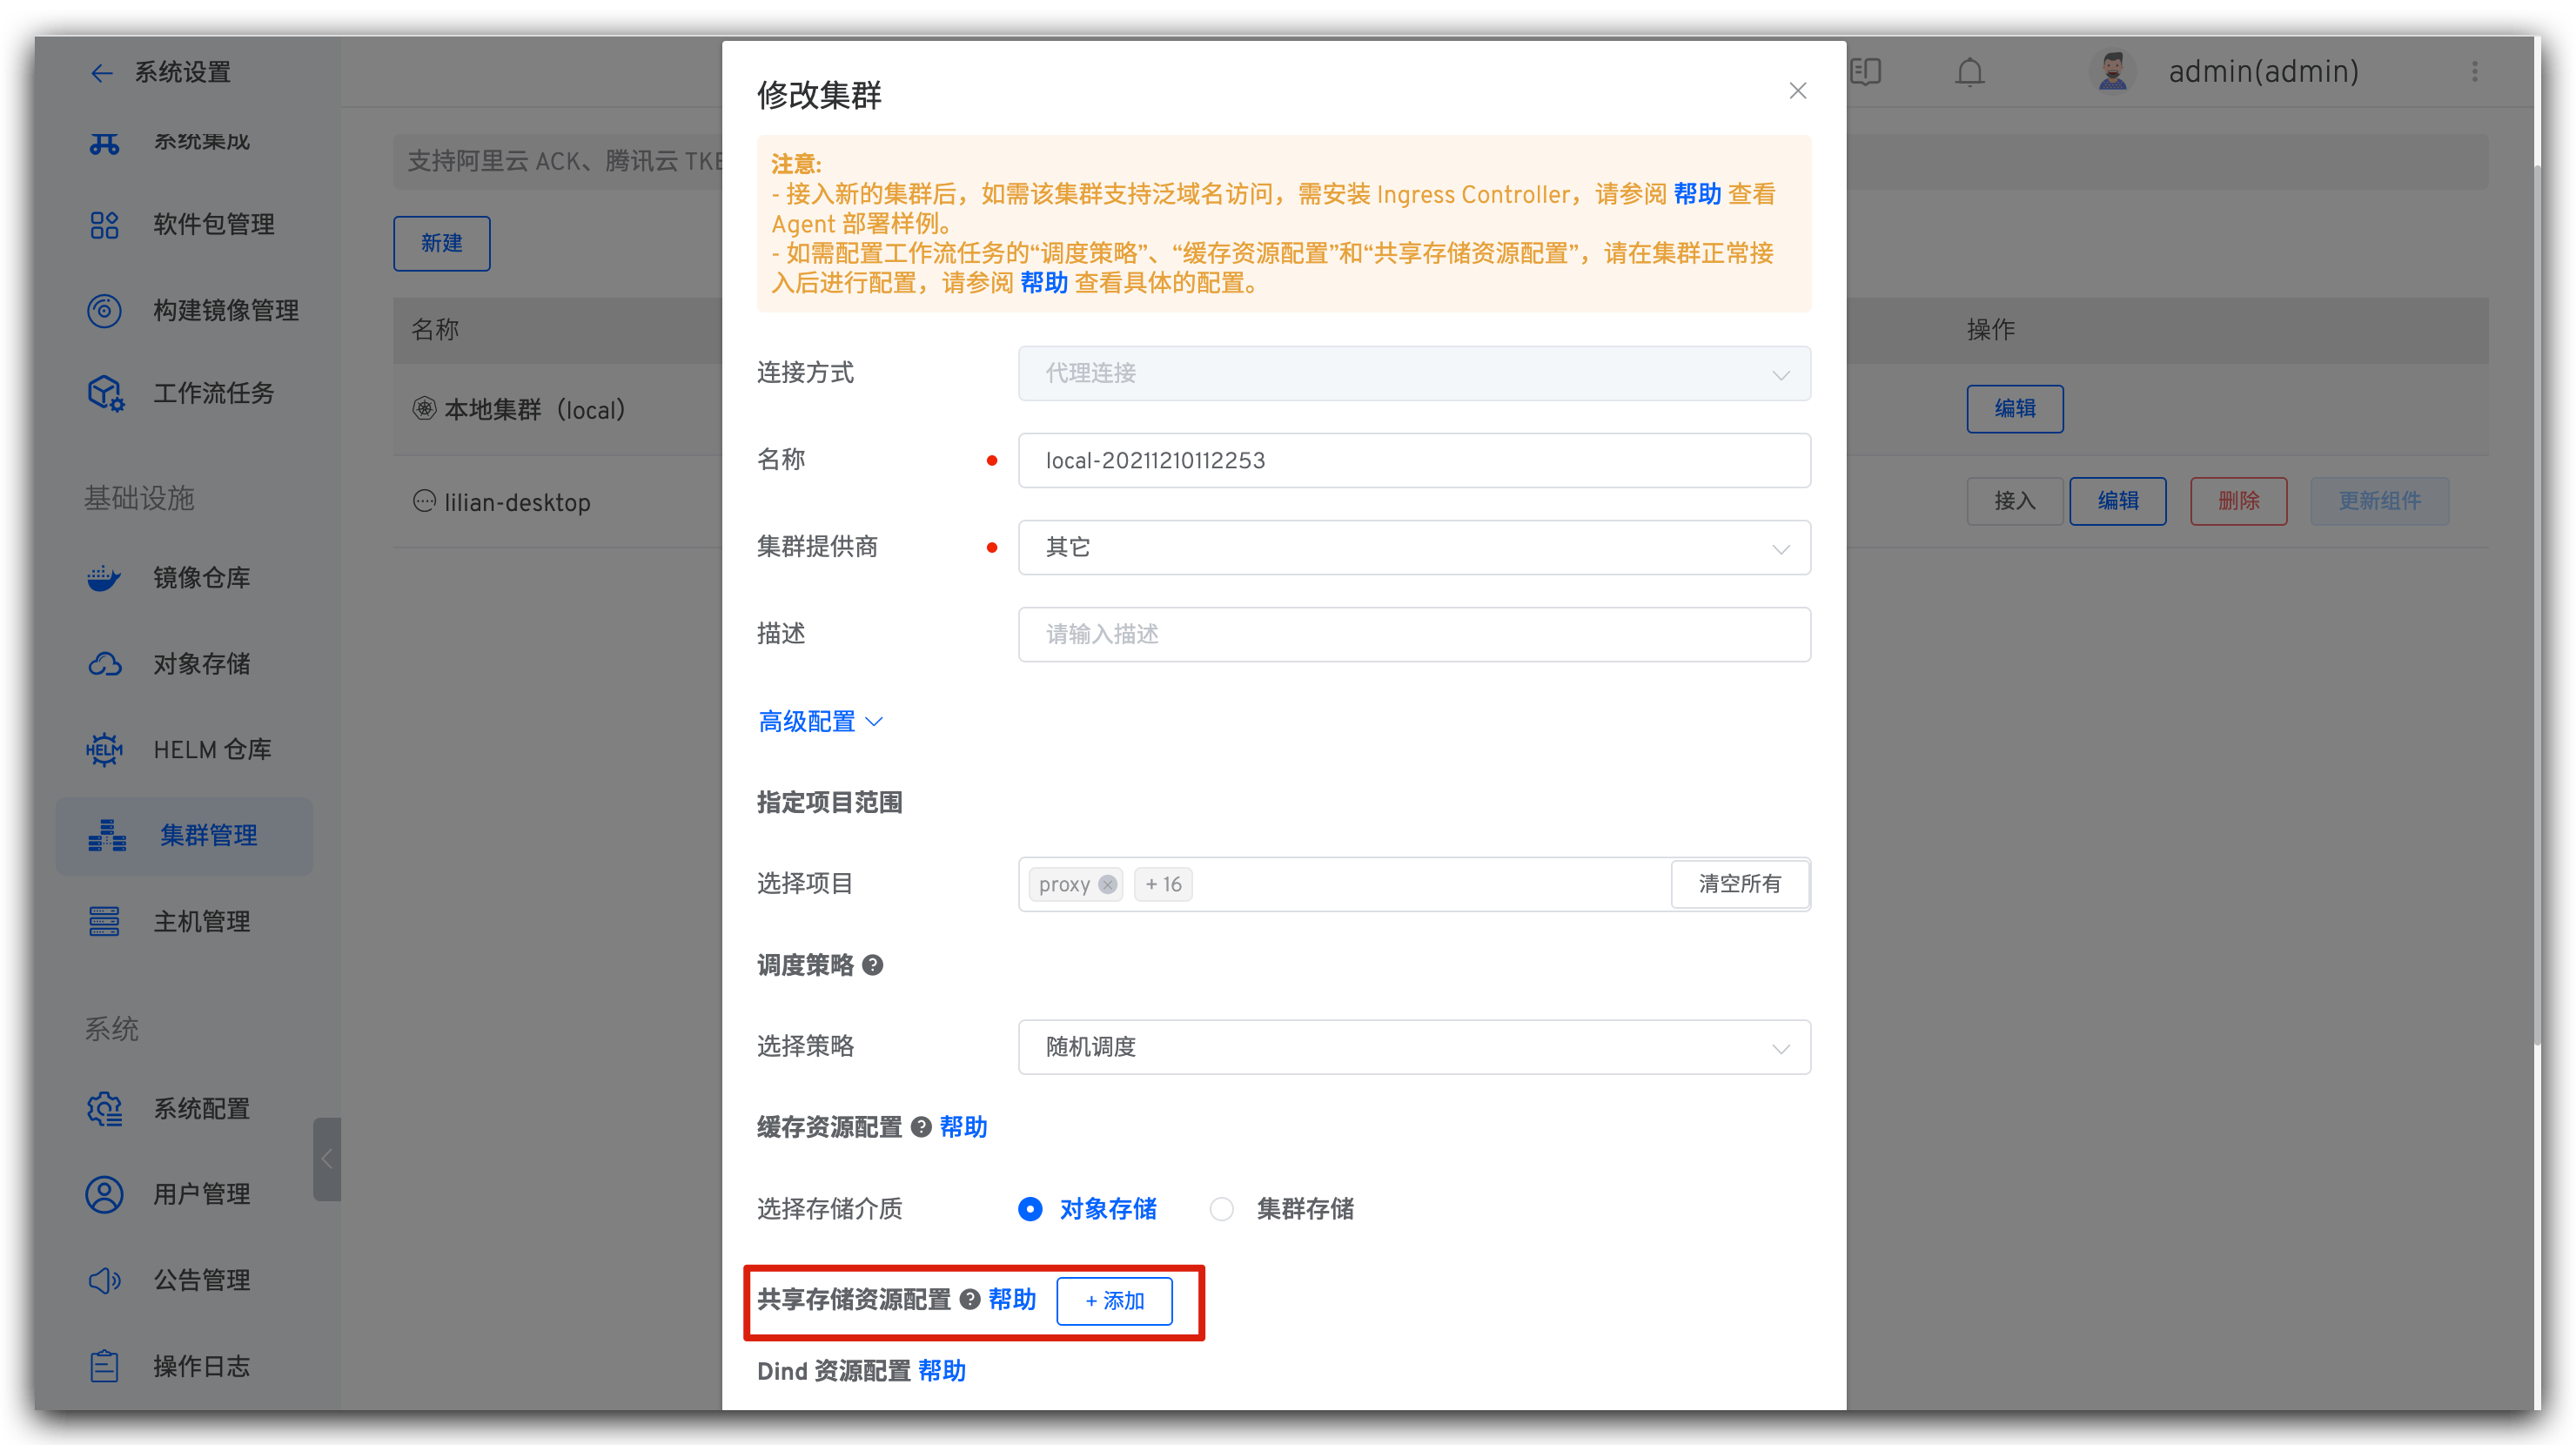 系统设置
系统集成
软件包管理
构建镜像管理
工作流任务
基础设施
镜像仓库
对象存储
HELM
HELM 仓库
集群管理
主机管理
系统
系统配置
用户管理
公告管理
操作日志
admin(admin)
支持阿里云 ACK、腾讯云 TKE
新建
名称
操作
本地集群（local）
编辑
lilian-desktop
接入
编辑
删除
更新组件
修改集群
注意:
- 接入新的集群后，如需该集群支持泛域名访问，需安装 Ingress Controller，请参阅 帮助 查看
Agent 部署样例。
- 如需配置工作流任务的“调度策略”、“缓存资源配置”和“共享存储资源配置”，请在集群正常接
入后进行配置，请参阅 帮助 查看具体的配置。
连接方式
代理连接
名称
local-20211210112253
集群提供商
其它
描述
请输入描述
高级配置
指定项目范围
选择项目
proxy
+ 16
清空所有
调度策略 ?
选择策略
随机调度
缓存资源配置 ? 帮助
选择存储介质
对象存储
集群存储
共享存储资源配置 ? 帮助
+ 添加
Dind 资源配置 帮助